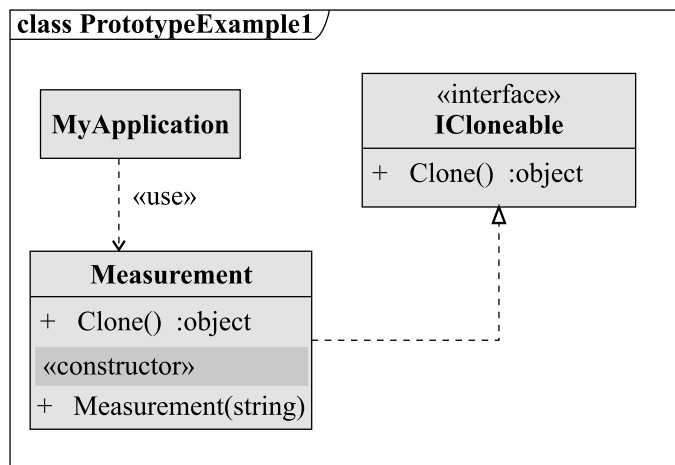 class PrototypeExample1
MyApplication
«use»
«interface»
ICloneable
+ Clone() :object
Measurement
+ Clone() :object
«constructor»
+ Measurement(string)